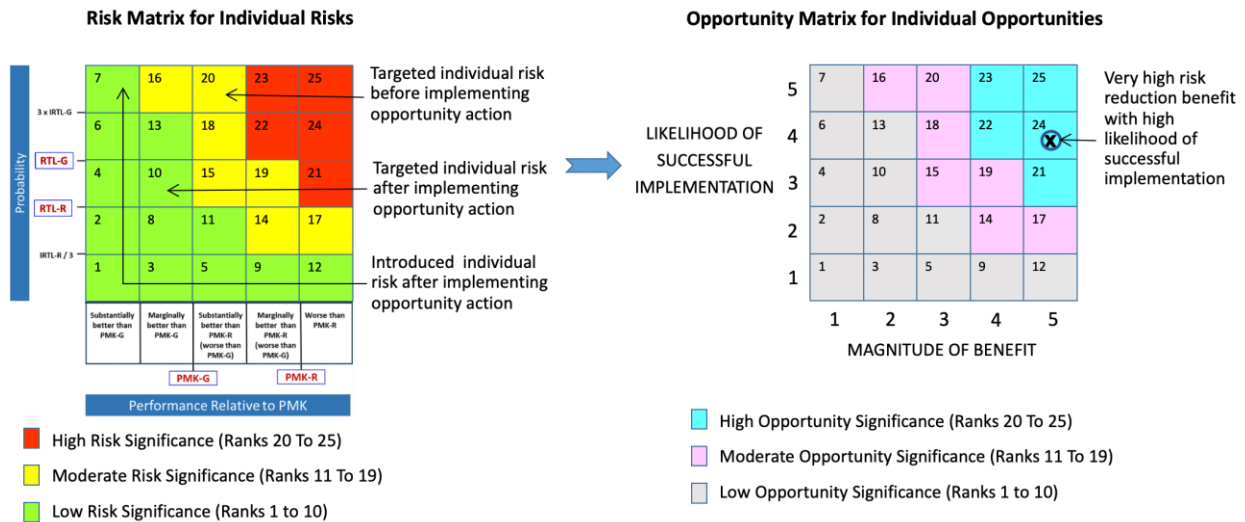 Risk Matrix for Individual Risks
7 16 20 23 25
6 13 18 22 24
4 10 15 19 21
2 8 11 14 17
1 3 5 9 12
Probability
3 x IRTL-G
RTL-G
RTL-R
IRTL-R / 3
Substantially
better than
PMK-G
Marginally
better than
PMK-G
Substantially
better than
PMK-R
(worse than
PMK-G)
Marginally
better than
PMK-R
(worse than
PMK-G)
Worse than
PMK-R
PMK-G
PMK-R
Performance Relative to PMK
Targeted individual risk
before implementing
opportunity action
Targeted individual risk
after implementing
opportunity action
Introduced individual
risk after implementing
opportunity action
High Risk Significance (Ranks 20 To 25)
Moderate Risk Significance (Ranks 11 To 19)
Low Risk Significance (Ranks 1 to 10)
Opportunity Matrix for Individual Opportunities
LIKELIHOOD OF
SUCCESSFUL
IMPLEMENTATION
5 7 16 20 23 25
4 6 13 18 22 24
X
3 4 10 15 19 21
2 2 8 11 14 17
1 1 3 5 9 12
1 2 3 4 5
MAGNITUDE OF BENEFIT
Very high risk
reduction benefit
with high
likelihood of
successful
implementation
High Opportunity Significance (Ranks 20 To 25)
Moderate Opportunity Significance (Ranks 11 To 19)
Low Opportunity Significance (Ranks 1 to 10)